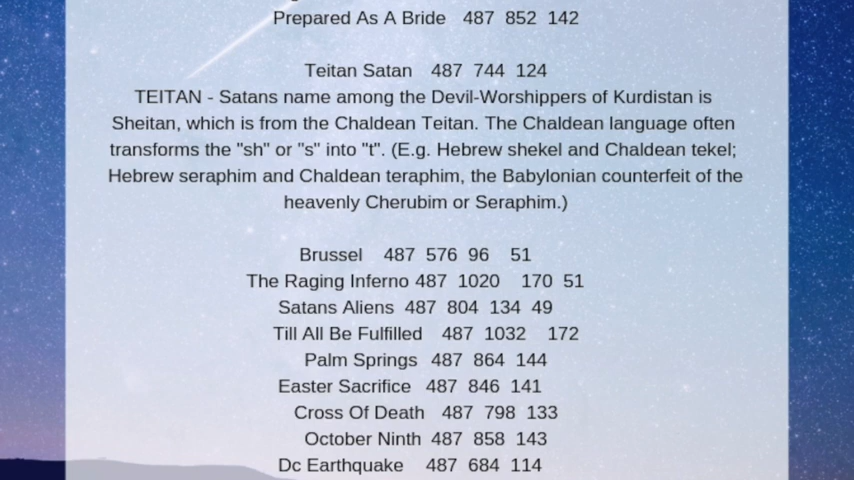 Prepared As A Bride 487 852 142
Teitan Satan 487 744 124
TEITAN - Satans name among the Devil-Worshippers of Kurdistan is
Sheitan, which is from the Chaldean Teitan. The Chaldean language often
transforms the "sh" or "s" into "t". (E.g. Hebrew shekel and Chaldean tekel;
Hebrew seraphim and Chaldean teraphim, the Babylonian counterfeit of the
heavenly Cherubim or Seraphim.)
Brussel 487 576 96 51
The Raging Inferno 487 1020 170 51
Satans Aliens 487 804 134 49
Till All Be Fulfilled 487 1032 172
Palm Springs 487 864 144
Easter Sacrifice 487 846 141
Cross Of Death 487 798 133
October Ninth 487 858 143
Dc Earthquake 487 684 114